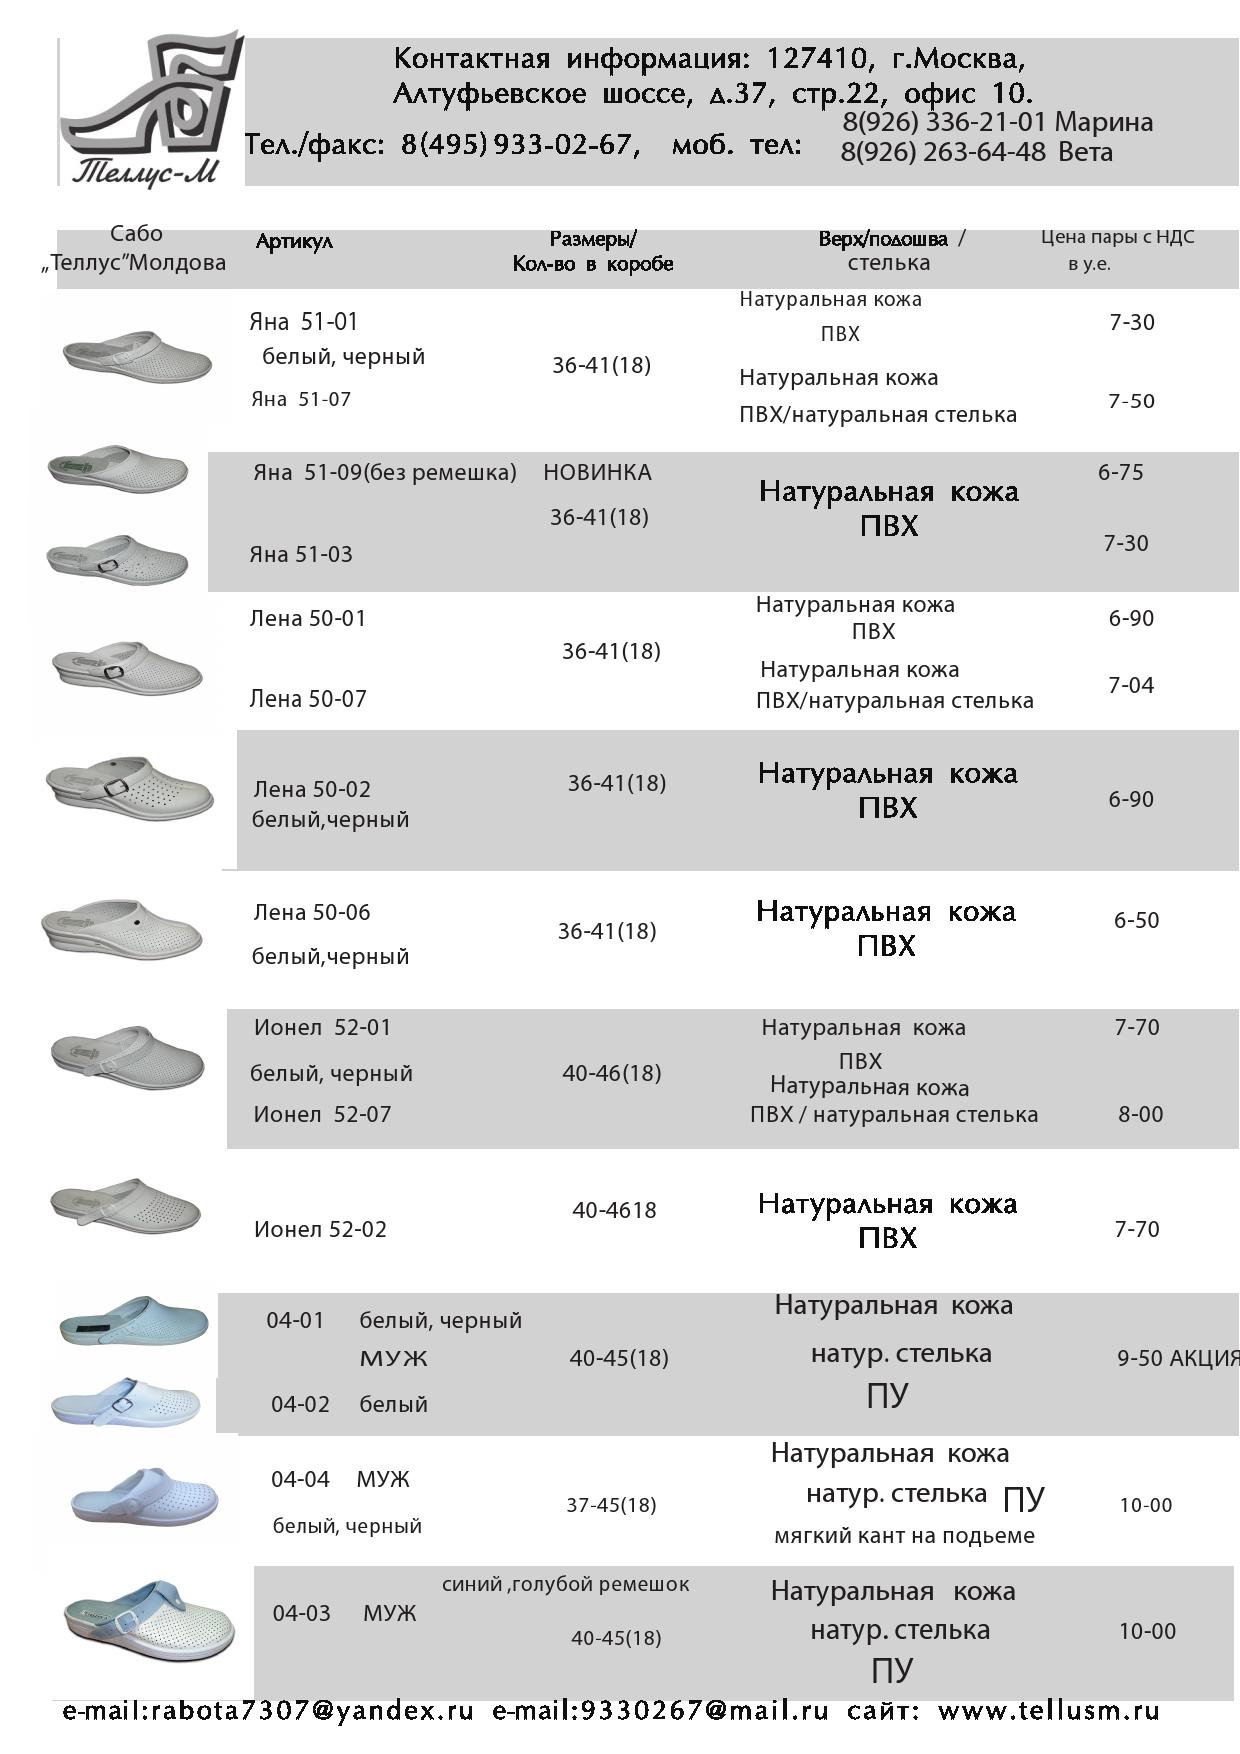 Контактная информация: 127410, г.Москва,
Алтуфьевское шоссе, д.37, стр.22, офис 10.
Тел./факс: 8(495)933-02-67, моб. тел: 8(926) 336-21-01 Марина
8(926) 263-64-48 Вета
Теллус-М
Сабо „Теллус”Молдова
Артикул
Размеры/
Кол-во в коробе
Верх/подошва /
стелька
Цена пары с НДС
в у.е.
Яна 51-01
белый, черный
Яна 51-07
36-41(18)
Натуральная кожа
ПВХ
Натуральная кожа
ПВХ/натуральная стелька
7-30
7-50
Яна 51-09(без ремешка) НОВИНКА
36-41(18)
Яна 51-03
Натуральная кожа
ПВХ
6-75
7-30
Лена 50-01
Лена 50-07
36-41(18)
Натуральная кожа
ПВХ
Натуральная кожа
ПВХ/натуральная стелька
6-90
7-04
Лена 50-02
белый,черный
36-41(18)
Натуральная кожа
ПВХ
6-90
Лена 50-06
белый,черный
36-41(18)
Натуральная кожа
ПВХ
6-50
Ионел 52-01
белый, черный
Ионел 52-07
40-46(18)
Натуральная кожа
ПВХ
Натуральная кожа
ПВХ / натуральная стелька
7-70
8-00
Ионел 52-02
40-4618
Натуральная кожа
ПВХ
7-70
04-01 белый, черный
МУЖ
04-02 белый
40-45(18)
Натуральная кожа
натур. стелька
ПУ
9-50 АКЦИЯ
04-04 МУЖ
белый, черный
37-45(18)
Натуральная кожа
натур. стелька ПУ
мягкий кант на подьеме
10-00
синий ,голубой ремешок
04-03 МУЖ
40-45(18)
Натуральная кожа
натур. стелька
ПУ
10-00
e-mail:rabota7307@yandex.ru e-mail:9330267@mail.ru сайт: www.tellusm.ru